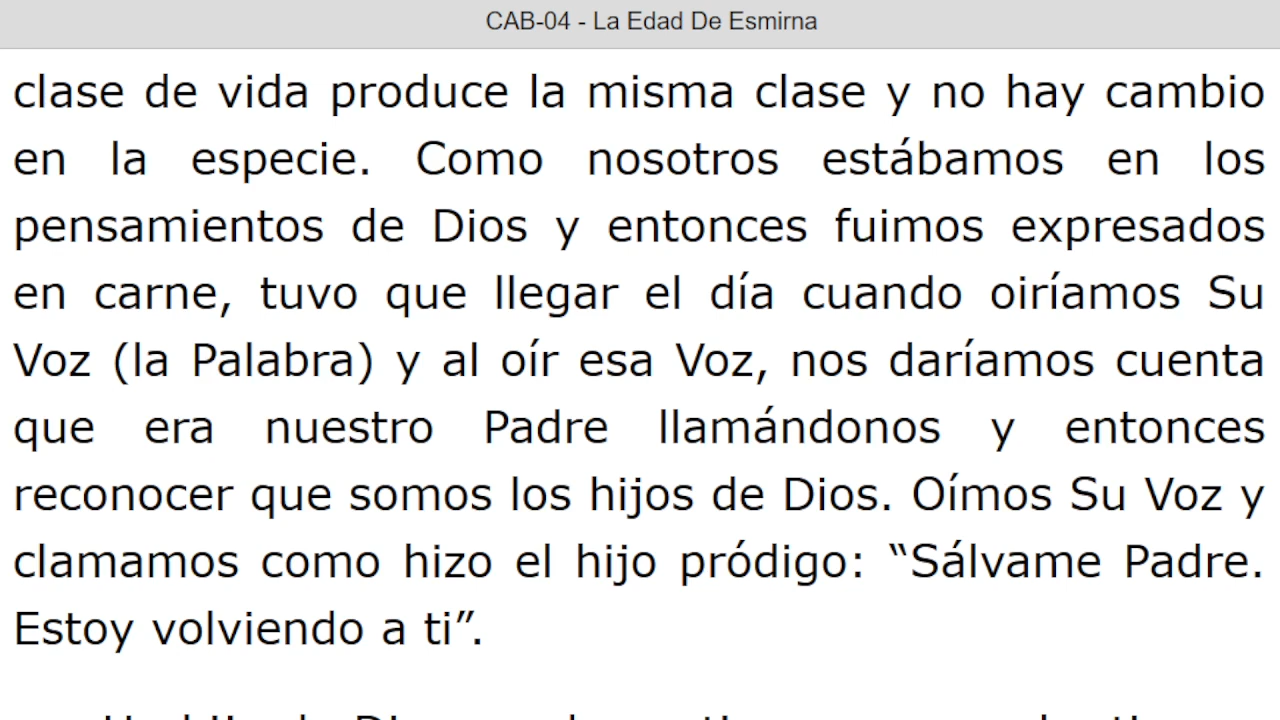 CAB-04 - La Edad De Esmirna
clase de vida produce la misma clase y no hay cambio
en la especie. Como nosotros estábamos en los
pensamientos de Dios y entonces fuimos expresados
en carne, tuvo que llegar el día cuando oiríamos Su
Voz (la Palabra) y al oír esa Voz, nos daríamos cuenta
que era nuestro Padre llamándonos y entonces
reconocer que somos los hijos de Dios. Oímos Su Voz y
clamamos como hizo el hijo pródigo: “Sálvame Padre.
Estoy volviendo a ti”.